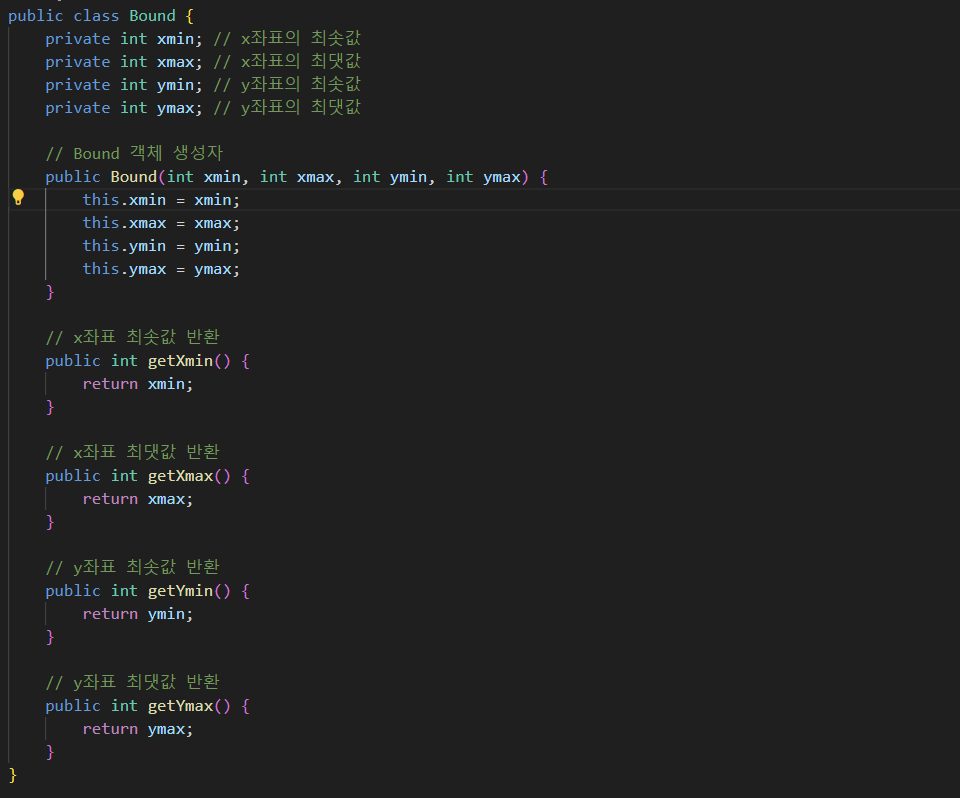 public class Bound {
    private int xmin; // x좌표의 최솟값
    private int xmax; // x좌표의 최댓값
    private int ymin; // y좌표의 최솟값
    private int ymax; // y좌표의 최댓값

    // Bound 객체 생성자
    public Bound(int xmin, int xmax, int ymin, int ymax) {
        this.xmin = xmin;
        this.xmax = xmax;
        this.ymin = ymin;
        this.ymax = ymax;
    }

    // x좌표 최솟값 반환
    public int getXmin() {
        return xmin;
    }

    // x좌표 최댓값 반환
    public int getXmax() {
        return xmax;
    }

    // y좌표 최솟값 반환
    public int getYmin() {
        return ymin;
    }

    // y좌표 최댓값 반환
    public int getYmax() {
        return ymax;
    }
}